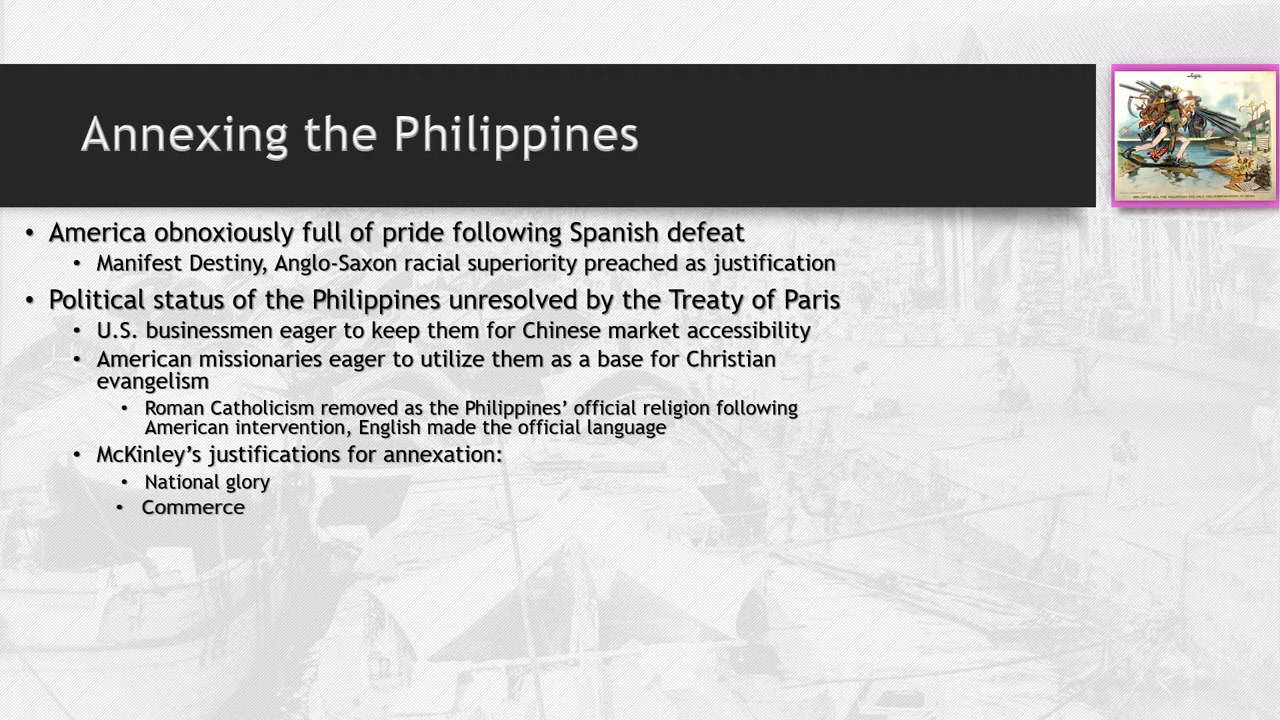 Annexing the Philippines
• America obnoxiously full of pride following Spanish defeat
• Manifest Destiny, Anglo-Saxon racial superiority preached as justification
• Political status of the Philippines unresolved by the Treaty of Paris
• U.S. businessmen eager to keep them for Chinese market accessibility
• American missionaries eager to utilize them as a base for Christian
evangelism
• Roman Catholicism removed as the Philippines’ official religion following
American intervention, English made the official language
• McKinley’s justifications for annexation:
• National glory
• Commerce